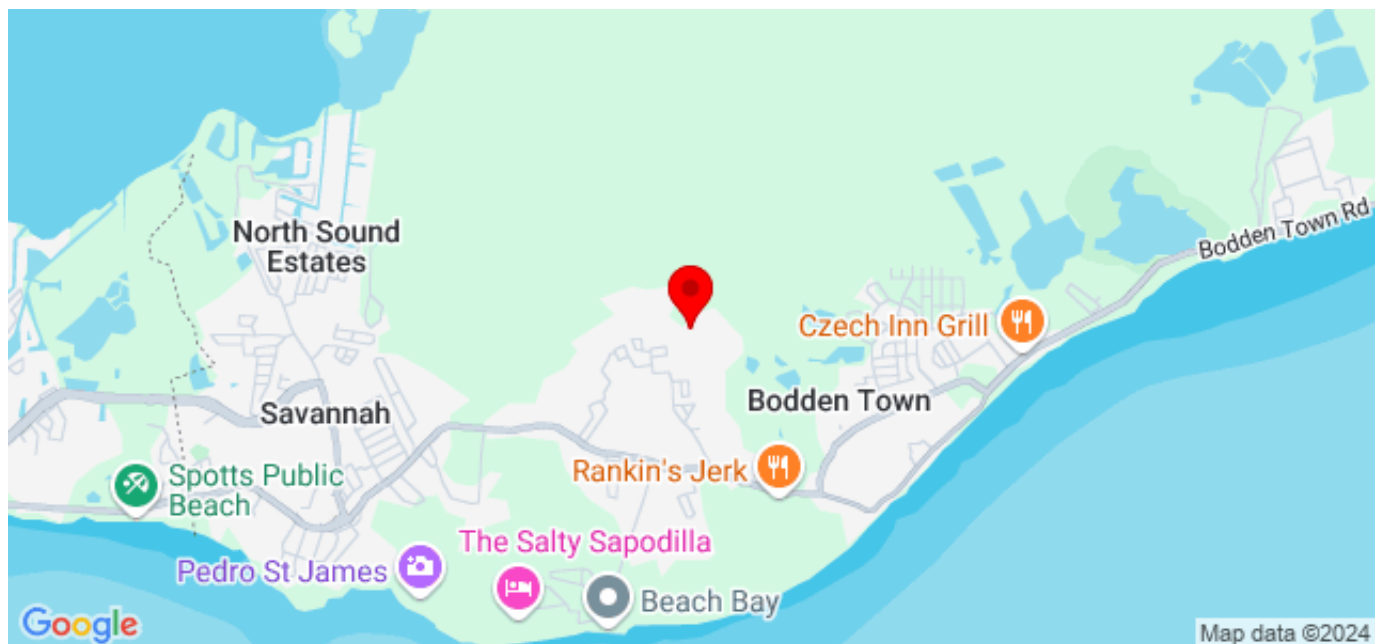 North Sound
Estates
Bodden Town Rd
Czech Inn Grill
Bodden Town
Savannah
Rankin's Jerk
Spotts Public
Beach
The Salty Sapodilla
Pedro St James
Beach Bay
Google
Map data ©2024